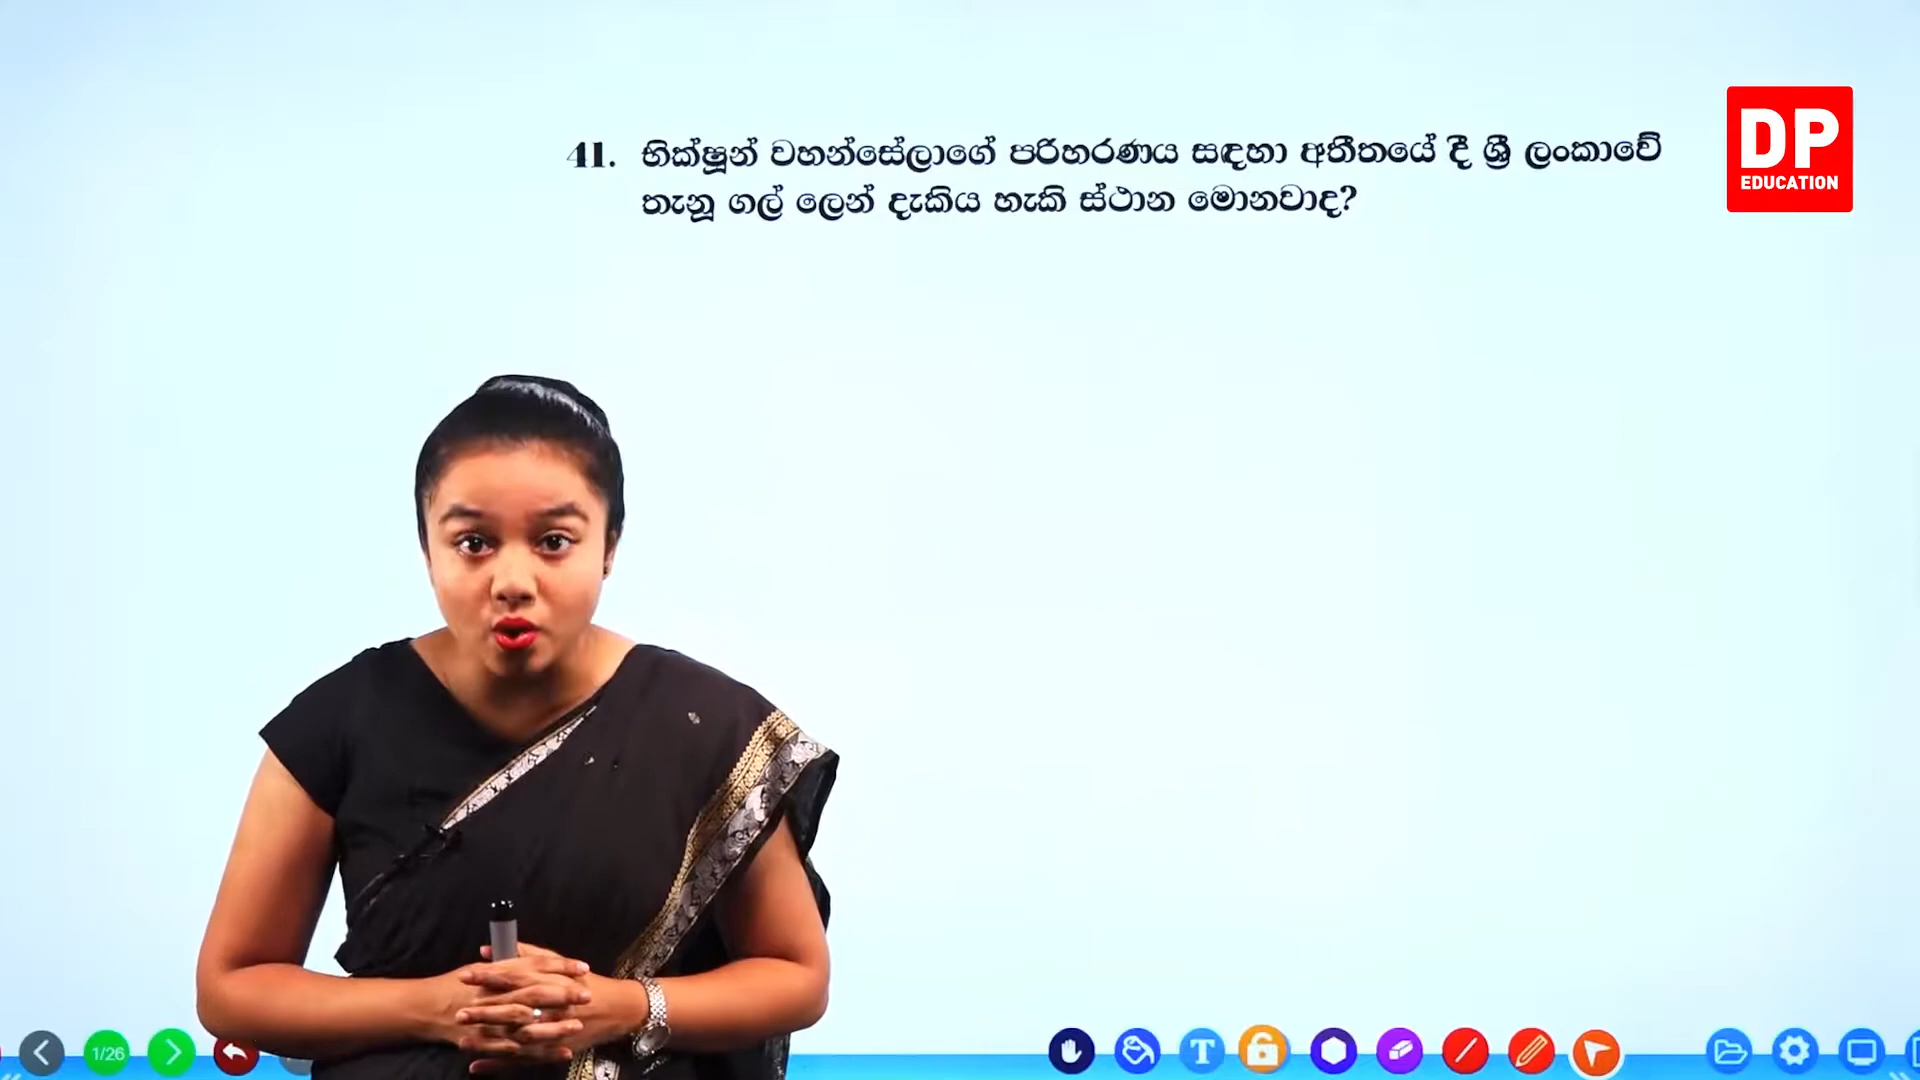 41. භික්ෂූන් වහන්සේලාගේ පරිහරණය සඳහා අතීතයේ දී ශ්‍රී ලංකාවේ
තැනූ ගල් ලෙන් දැකිය හැකි ස්ථාන මොනවාද?
DP
EDUCATION
1/26
T